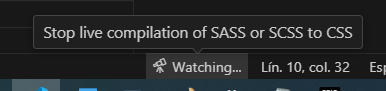 Stop live compilation of SASS or SCSS to CSS
Watching... Lín. 10, col. 32 Esp